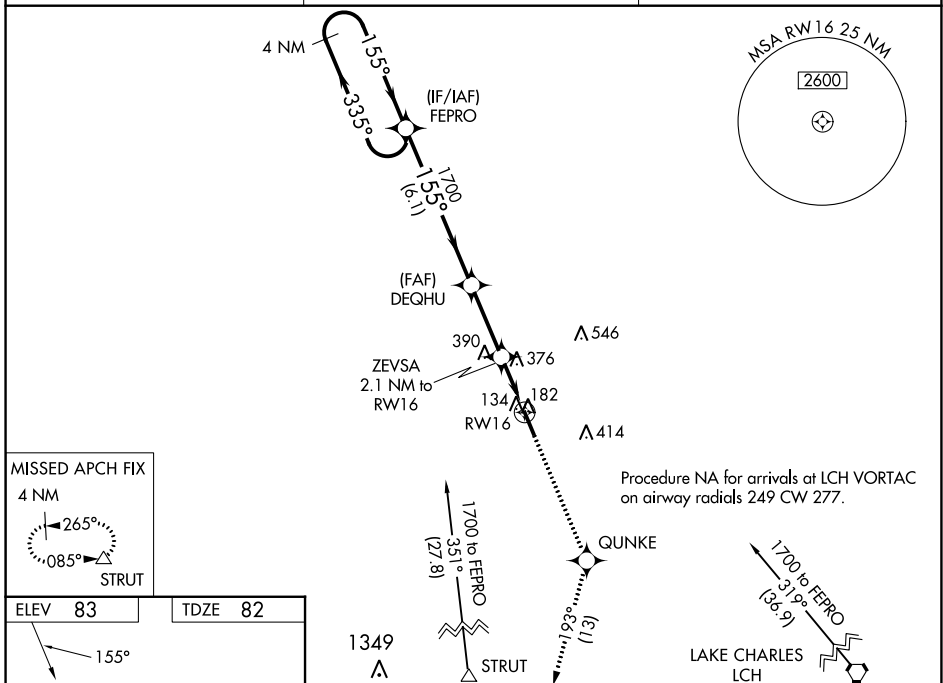 4 NM
155°
335°
(IF/IAF)
FEPRO
MSA RW16 25 NM
2600
1700
155°
(6.1)
(FAF)
DEQHU
546
390
376
ZEVSA
2.1 NM to
RW16
134
182
RW16
414
Procedure NA for arrivals at LCH VORTAC
on airway radials 249 CW 277.
MISSED APCH FIX
4 NM
265°
085°
STRUT
1700 to FEPRO
351°
(27.8)
STRUT
QUNKE
193°
(13)
1700 to FEPRO
319°
(36.9)
LAKE CHARLES
LCH
ELEV 83
TDZE 82
155°
1349